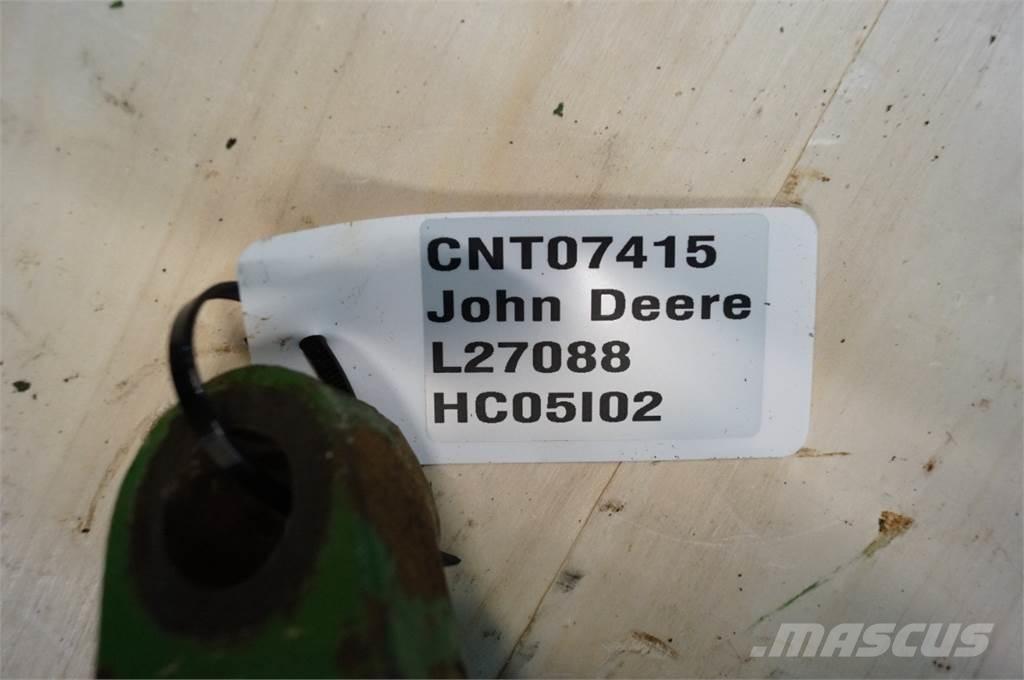 CNT07415
John Deere
L27088
HC05I02
MASCUS